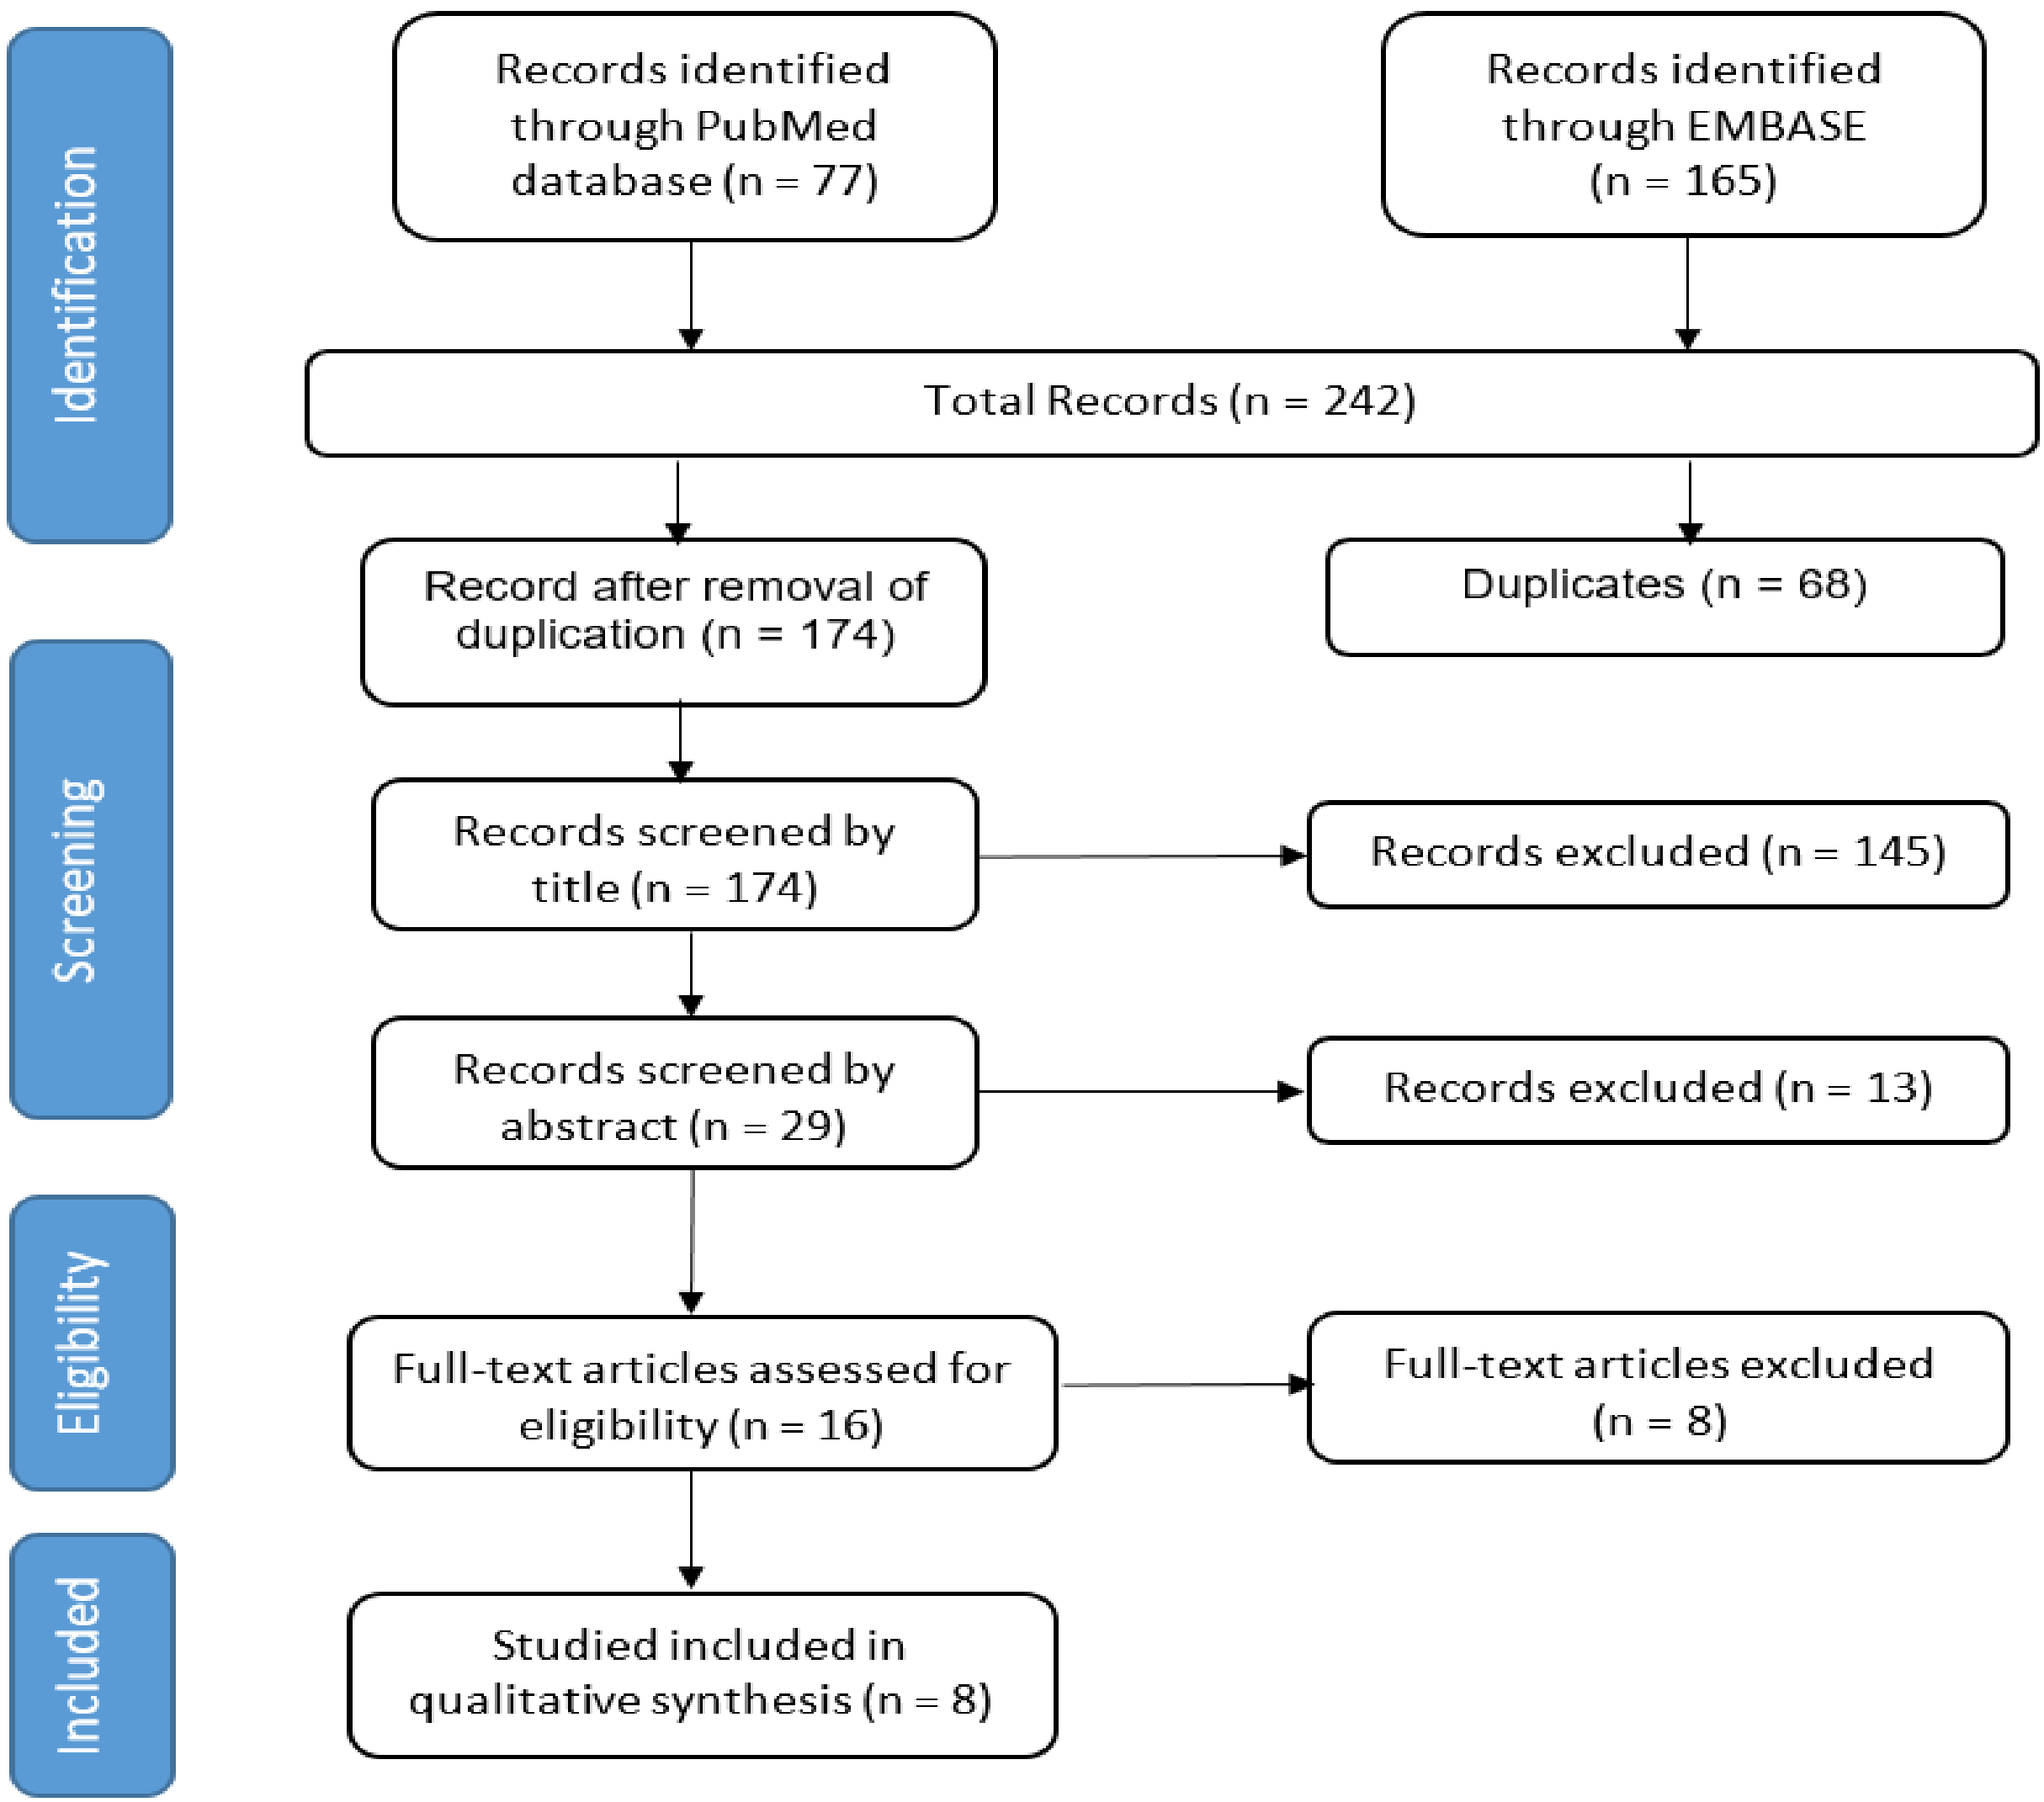 Identification
Records identified
through PubMed
database (n = 77)
Records identified
through EMBASE
(n = 165)
Total Records (n = 242)
Record after removal of
duplication (n = 174)
Duplicates (n = 68)
Screening
Records screened by
title (n = 174)
Records excluded (n = 145)
Records screened by
abstract (n = 29)
Records excluded (n = 13)
Eligibility
Full-text articles assessed for
eligibility (n = 16)
Full-text articles excluded
(n = 8)
Included
Studied included in
qualitative synthesis (n = 8)